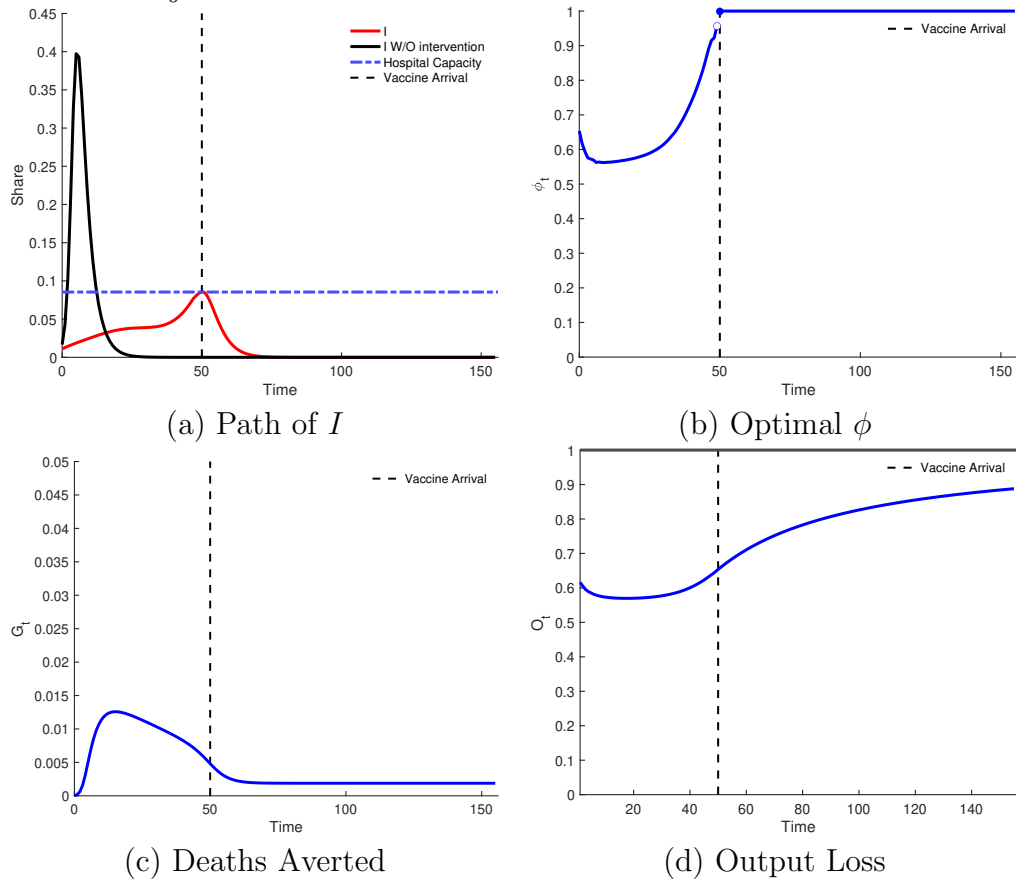 0
0.45
0.4
0.35
0.3
0.25
0.2
0.15
0.1
0.05
0
Share
I
I W/O intervention
Hospital Capacity
Vaccine Arrival
0 50 100 150
Time
(a) Path of I
1
0.9
0.8
0.7
0.6
0.5
0.4
0.3
0.2
0.1
0
ϕt
Vaccine Arrival
0 50 100 150
Time
(b) Optimal ϕ
0.05
0.045
0.04
0.035
0.03
0.025
0.02
0.015
0.01
0.005
0
Gt
Vaccine Arrival
0 50 100 150
Time
(c) Deaths Averted
1
0.9
0.8
0.7
0.6
0.5
0.4
0.3
0.2
0.1
0
Ot
Vaccine Arrival
20 40 60 80 100 120 140
Time
(d) Output Loss